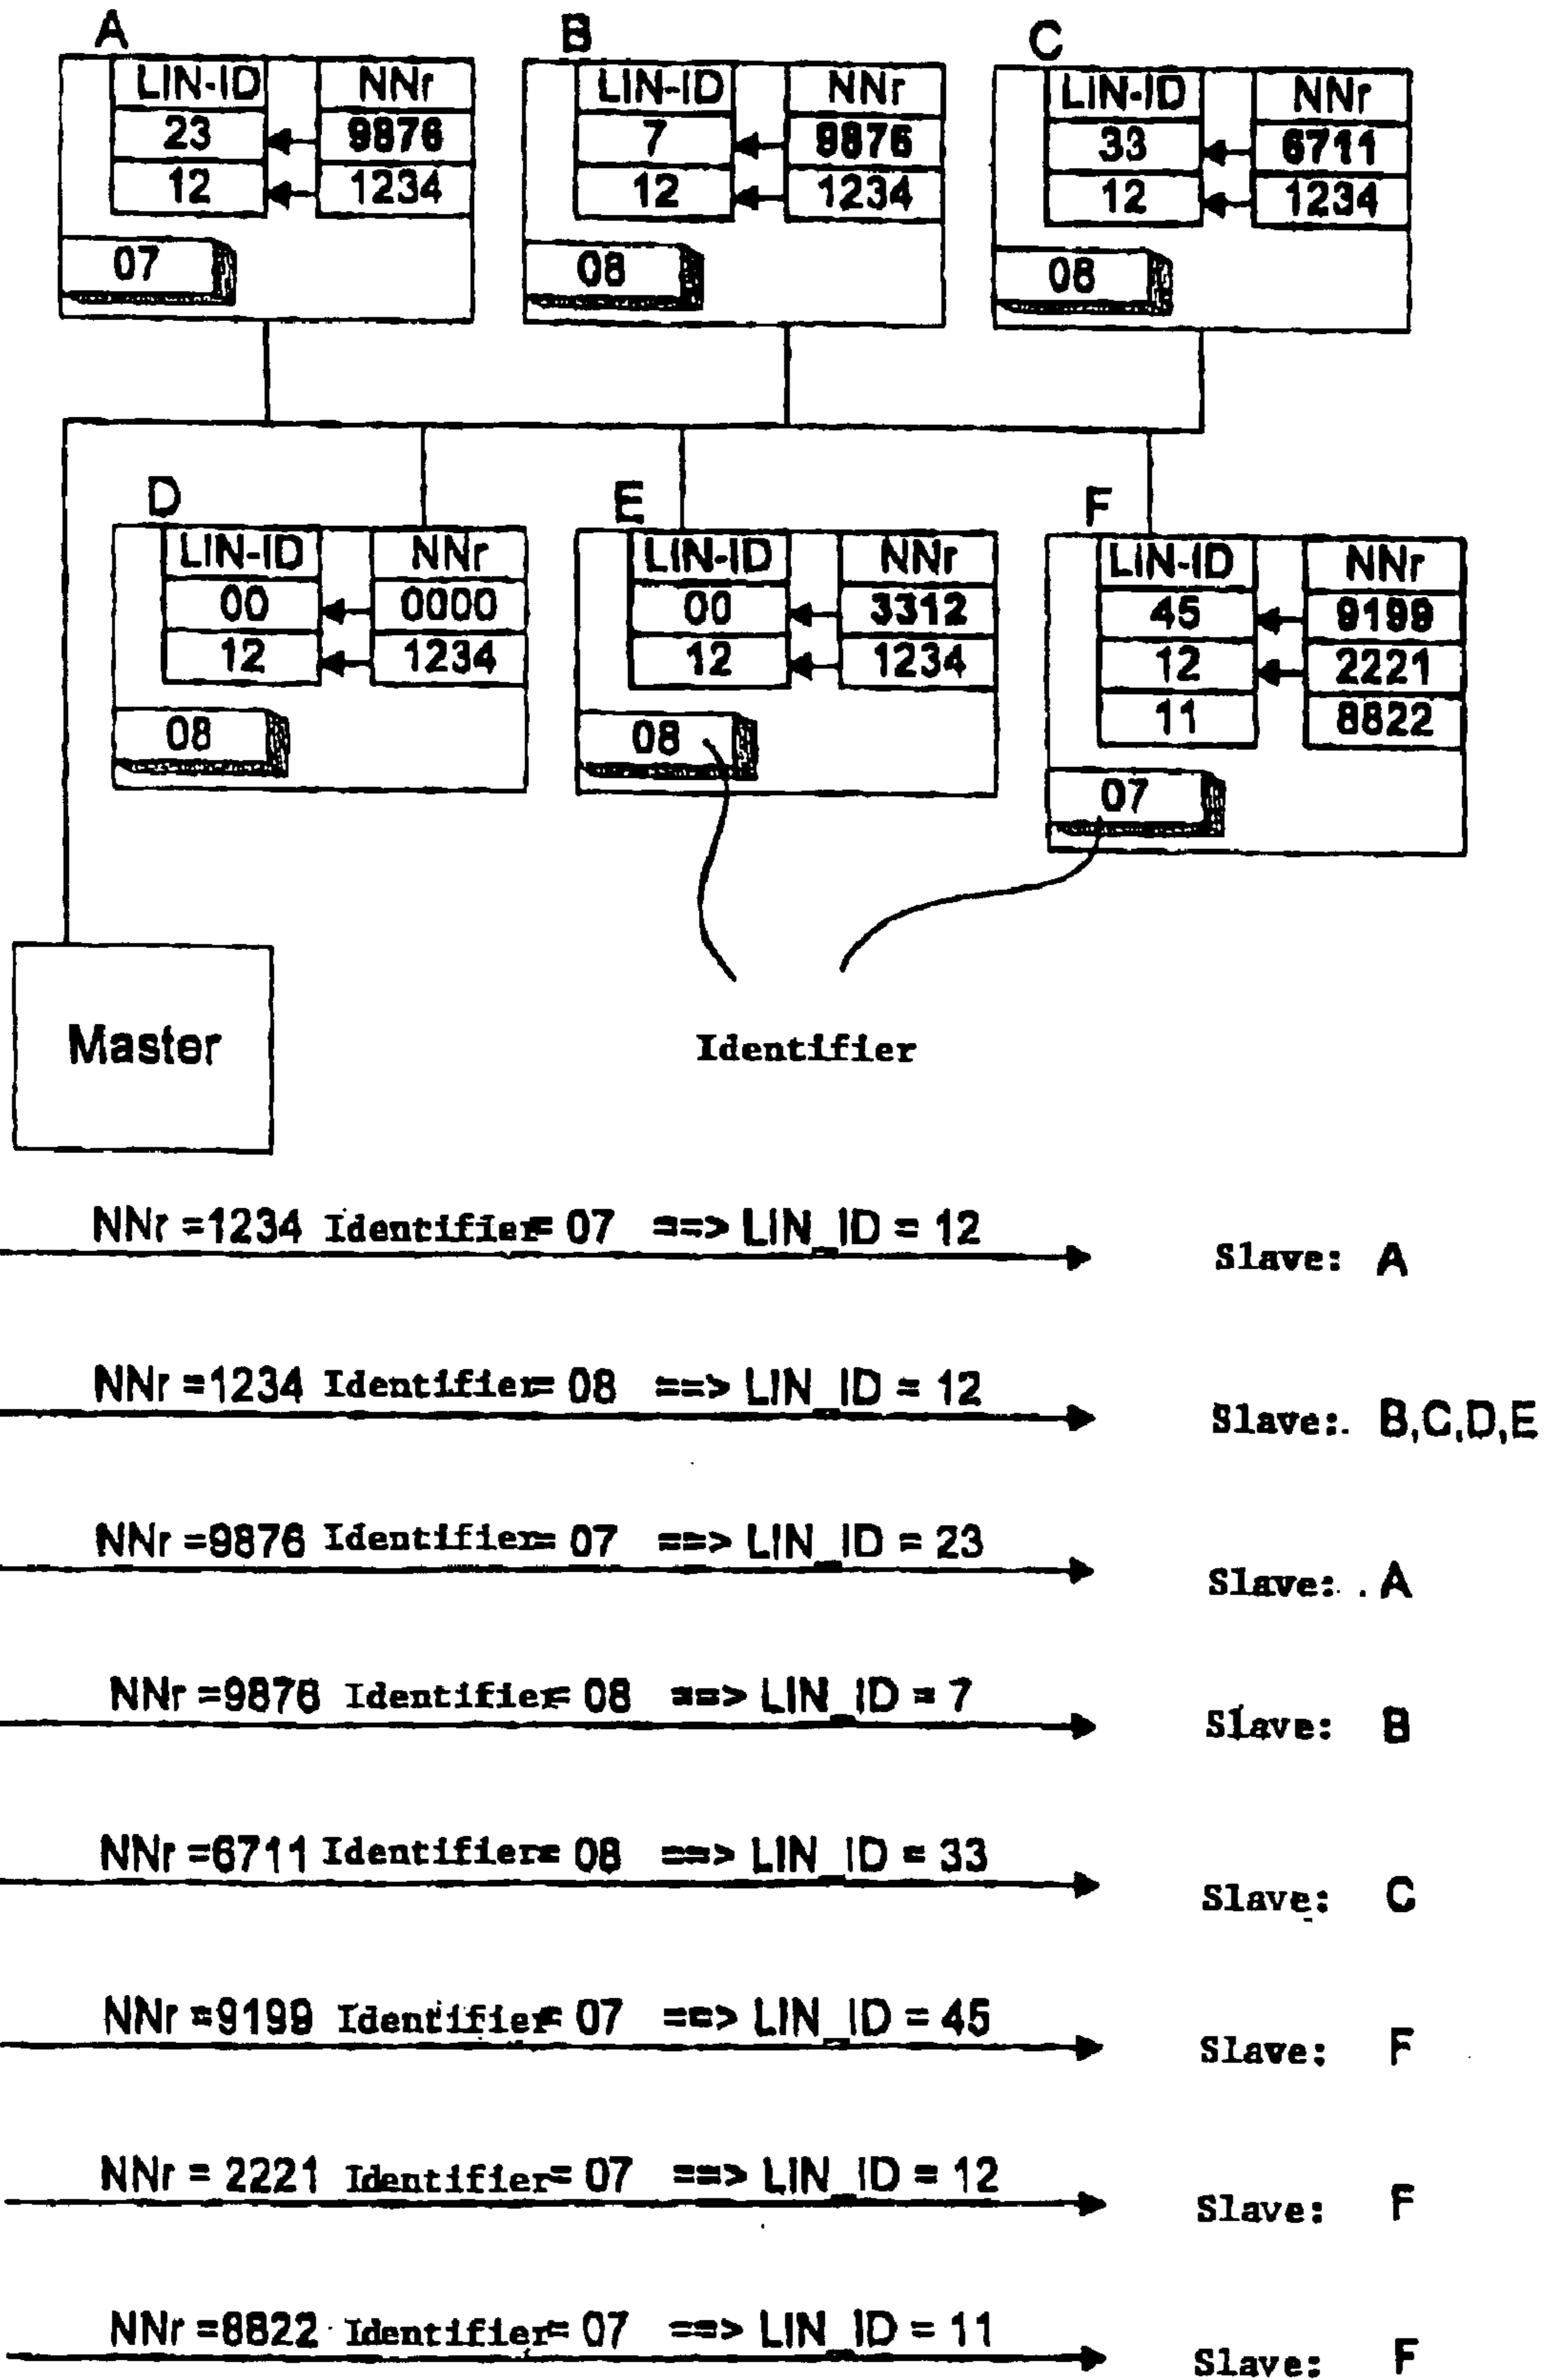 A B C
LIN-ID NNr LIN-ID NNr LIN-ID NNr
23 9876 7 9876 33 6711
12 1234 12 1234 12 1234
07 08 08
D E F
LIN-ID NNr LIN-ID NNr LIN-ID NNr
00 0000 00 3312 45 9199
12 1234 12 1234 12 2221
11 8822
08 08 07
Master
Identifier
NNr =1234 Identifier= 07 ==> LIN_ID = 12 Slave: A
NNr =1234 Identifier= 08 ==> LIN_ID = 12 Slave: B,C,D,E
NNr =9876 Identifier= 07 ==> LIN_ID = 23 Slave: A
NNr =9876 Identifier= 08 ==> LIN_ID = 7 Slave: B
NNr =6711 Identifier= 08 ==> LIN_ID = 33 Slave: C
NNr =9199 Identifier= 07 ==> LIN_ID = 45 Slave: F
NNr = 2221 Identifier= 07 ==> LIN_ID = 12 Slave: F
NNr =8822 Identifier= 07 ==> LIN_ID = 11 Slave: F